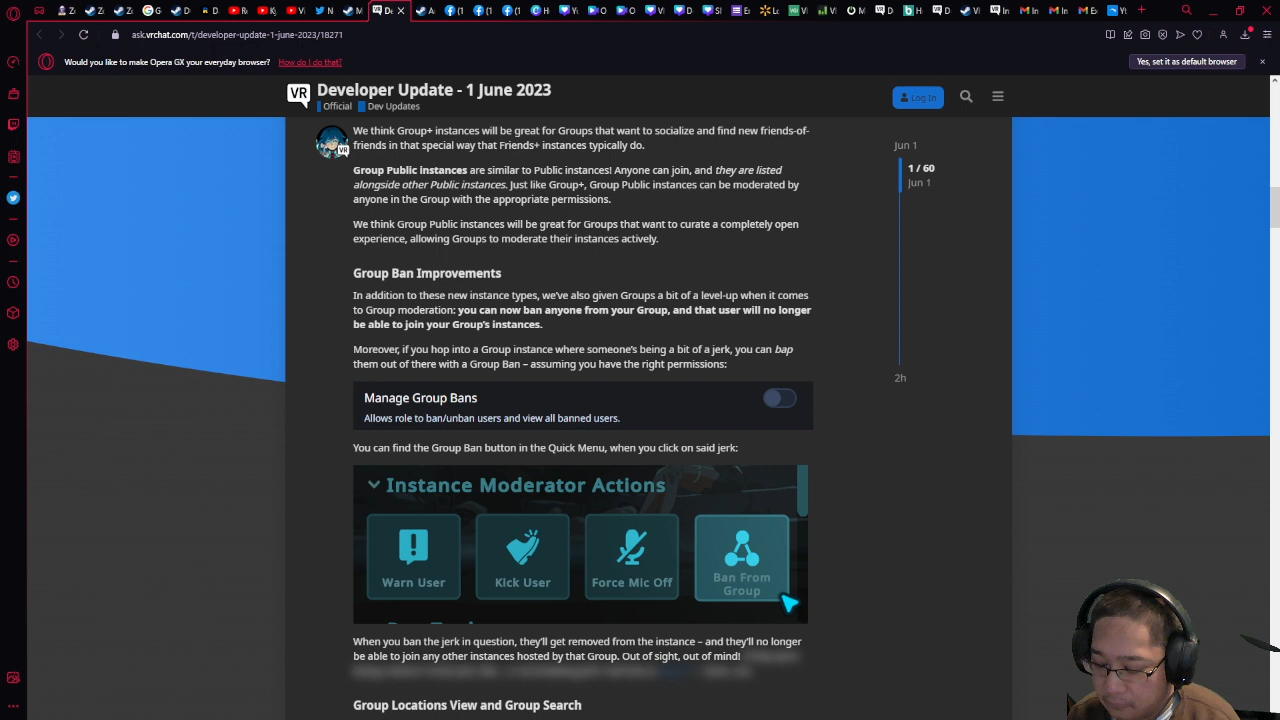 De
ask.vrchat.com/t/developer-update-1-june-2023/18271
Would you like to make Opera GX your everyday browser? How do I do that?
Yes, set it as default browser
VR
Developer Update - 1 June 2023
Official Dev Updates
Log In
We think Group+ instances will be great for Groups that want to socialize and find new friends-of-
friends in that special way that Friends+ instances typically do.
Group Public instances are similar to Public instances! Anyone can join, and they are listed
alongside other Public instances. Just like Group+, Group Public instances can be moderated by
anyone in the Group with the appropriate permissions.
We think Group Public instances will be great for Groups that want to curate a completely open
experience, allowing Groups to moderate their instances actively.
Jun 1
1 / 60
Jun 1
2h
Group Ban Improvements
In addition to these new instance types, we've also given Groups a bit of a level-up when it comes
to Group moderation: you can now ban anyone from your Group, and that user will no longer
be able to join your Group's instances.
Moreover, if you hop into a Group instance where someone's being a bit of a jerk, you can bap
them out of there with a Group Ban – assuming you have the right permissions:
Manage Group Bans
Allows role to ban/unban users and view all banned users.
You can find the Group Ban button in the Quick Menu, when you click on said jerk:
Instance Moderator Actions
Warn User
Kick User
Force Mic Off
Ban From
Group
When you ban the jerk in question, they'll get removed from the instance – and they'll no longer
be able to join any other instances hosted by that Group. Out of sight, out of mind!
Group Locations View and Group Search